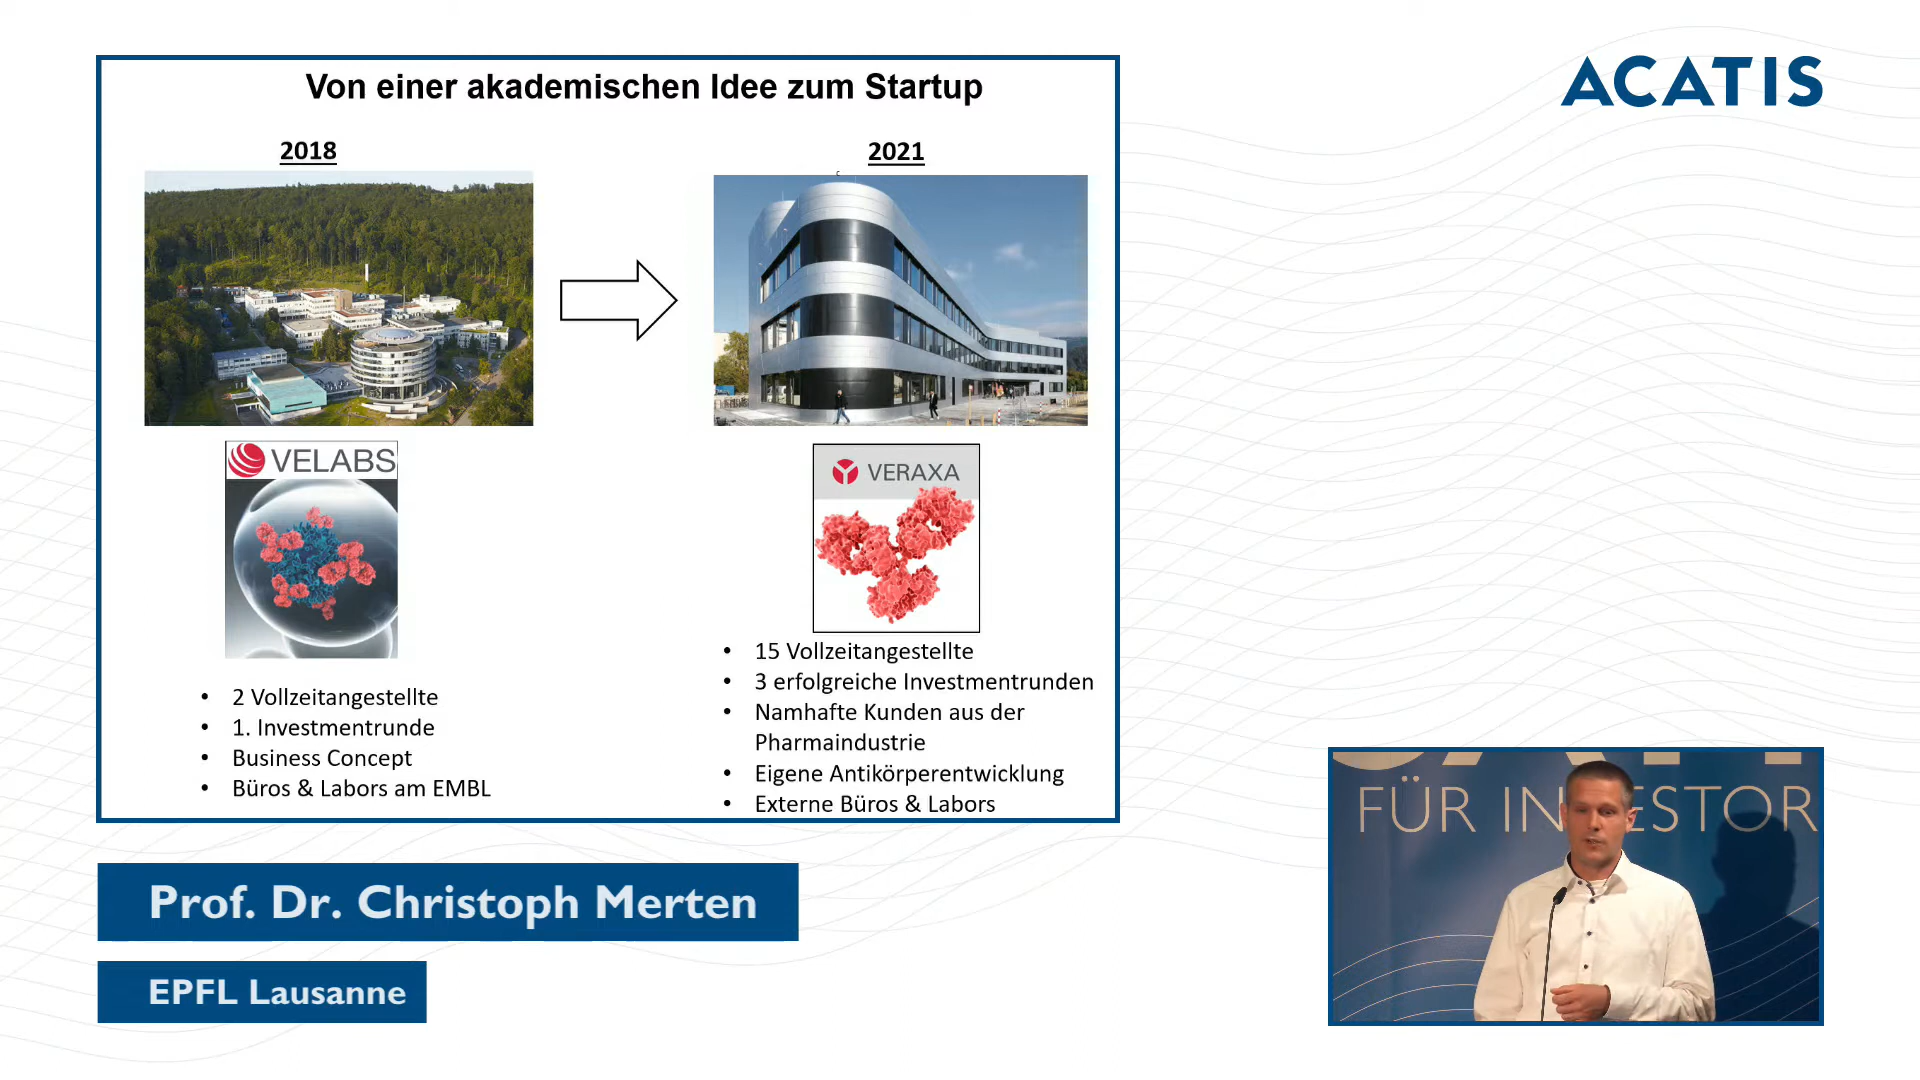 ACATIS
Von einer akademischen Idee zum Startup
2018
2021
c
VELABS
VERAXA
• 2 Vollzeitangestellte
• 1. Investmentrunde
• Business Concept
• Büros & Labors am EMBL
• 15 Vollzeitangestellte
• 3 erfolgreiche Investmentrunden
• Namhafte Kunden aus der
Pharmaindustrie
• Eigene Antikörperentwicklung
• Externe Büros & Labors
FÜR IN ESTOR
Prof. Dr. Christoph Merten
EPFL Lausanne